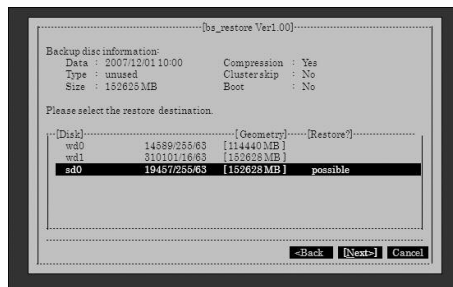 [bs_restore Ver1.00]
Backup disc information:
Data : 2007/12/01 10:00 Compression : Yes
Type : unused Cluster skip : No
Size : 152625 MB Boot : No
Please select the restore destination.
[Disk] [Geometry] [Restore?]
wd0 14589/255/63 [114440 MB]
wd1 310101/16/63 [152628 MB]
sd0 19457/255/63 [152628 MB] possible
<Back [Next>] Cancel